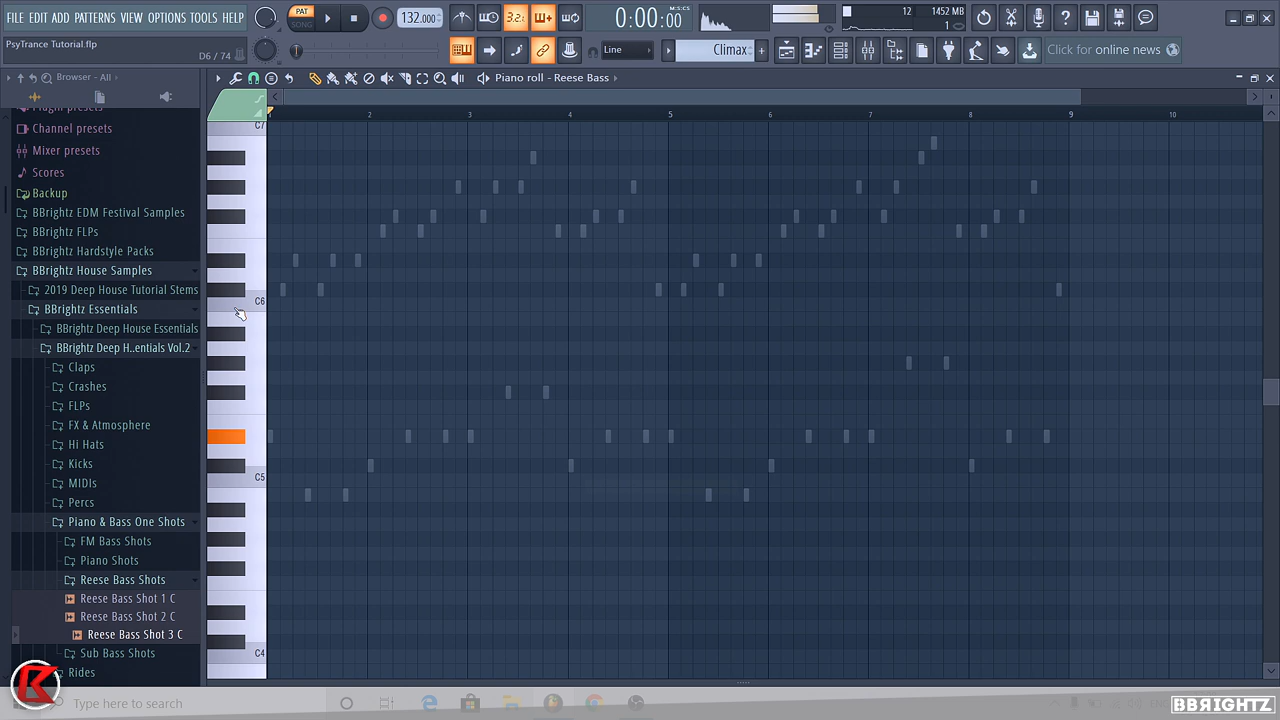 FILE EDIT ADD PATTERNS VIEW OPTIONS TOOLS HELP
PAT
SONG
132.000
3.2.
0:00:00
M:S:CS
12
1452 MB
1
Psy Trance Tutorial.flp
D6 / 74
Line
Climax
Click for online news
Browser - All
Piano roll - Reese Bass
1 2 3 4 5 6 7 8 9 10 11
Plugin presets
Channel presets
Mixer presets
Scores
Backup
BBrightz EDM Festival Samples
BBrightz FLPs
BBrightz Hardstyle Packs
BBrightz House Samples
2019 Deep House Tutorial Stems
BBrightz Essentials
BBrightz Deep House Essentials
BBrightz Deep H..entials Vol.2
Claps
Crashes
FLPs
FX & Atmosphere
Hi Hats
Kicks
MIDIs
Percs
Piano & Bass One Shots
FM Bass Shots
Piano Shots
Reese Bass Shots
Reese Bass Shot 1 C
Reese Bass Shot 2 C
Reese Bass Shot 3 C
Sub Bass Shots
Rides
C7
C6
C5
C4
K
Type here to search
BBRIGHTZ